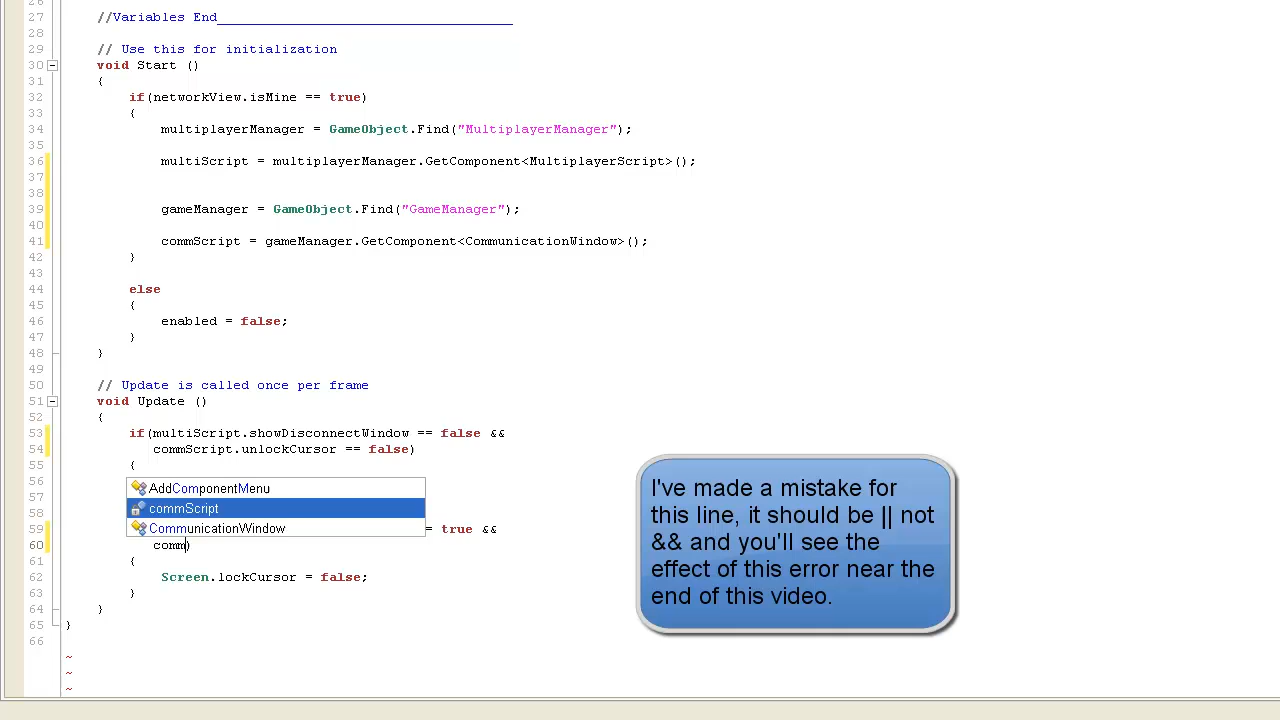 26
27 //Variables End_________________________________
28
29 // Use this for initialization
30 void Start ()
31 {
32 if(networkView.isMine == true)
33 {
34 multiplayerManager = GameObject.Find("MultiplayerManager");
35
36 multiScript = multiplayerManager.GetComponent<MultiplayerScript>();
37
38
39 gameManager = GameObject.Find("GameManager");
40
41 commScript = gameManager.GetComponent<CommunicationWindow>();
42 }
43
44 else
45 {
46 enabled = false;
47 }
48 }
49
50 // Update is called once per frame
51 void Update ()
52 {
53 if(multiScript.showDisconnectWindow == false &&
54 commScript.unlockCursor == false)
55 {
56 AddComponentMenu
57 commScript
58 CommunicationWindow
59 = true &&
60 comm)
61 {
62 Screen.lockCursor = false;
63 }
64 }
65 }
66
~
~
~
I've made a mistake for
this line, it should be || not
&& and you'll see the
effect of this error near the
end of this video.